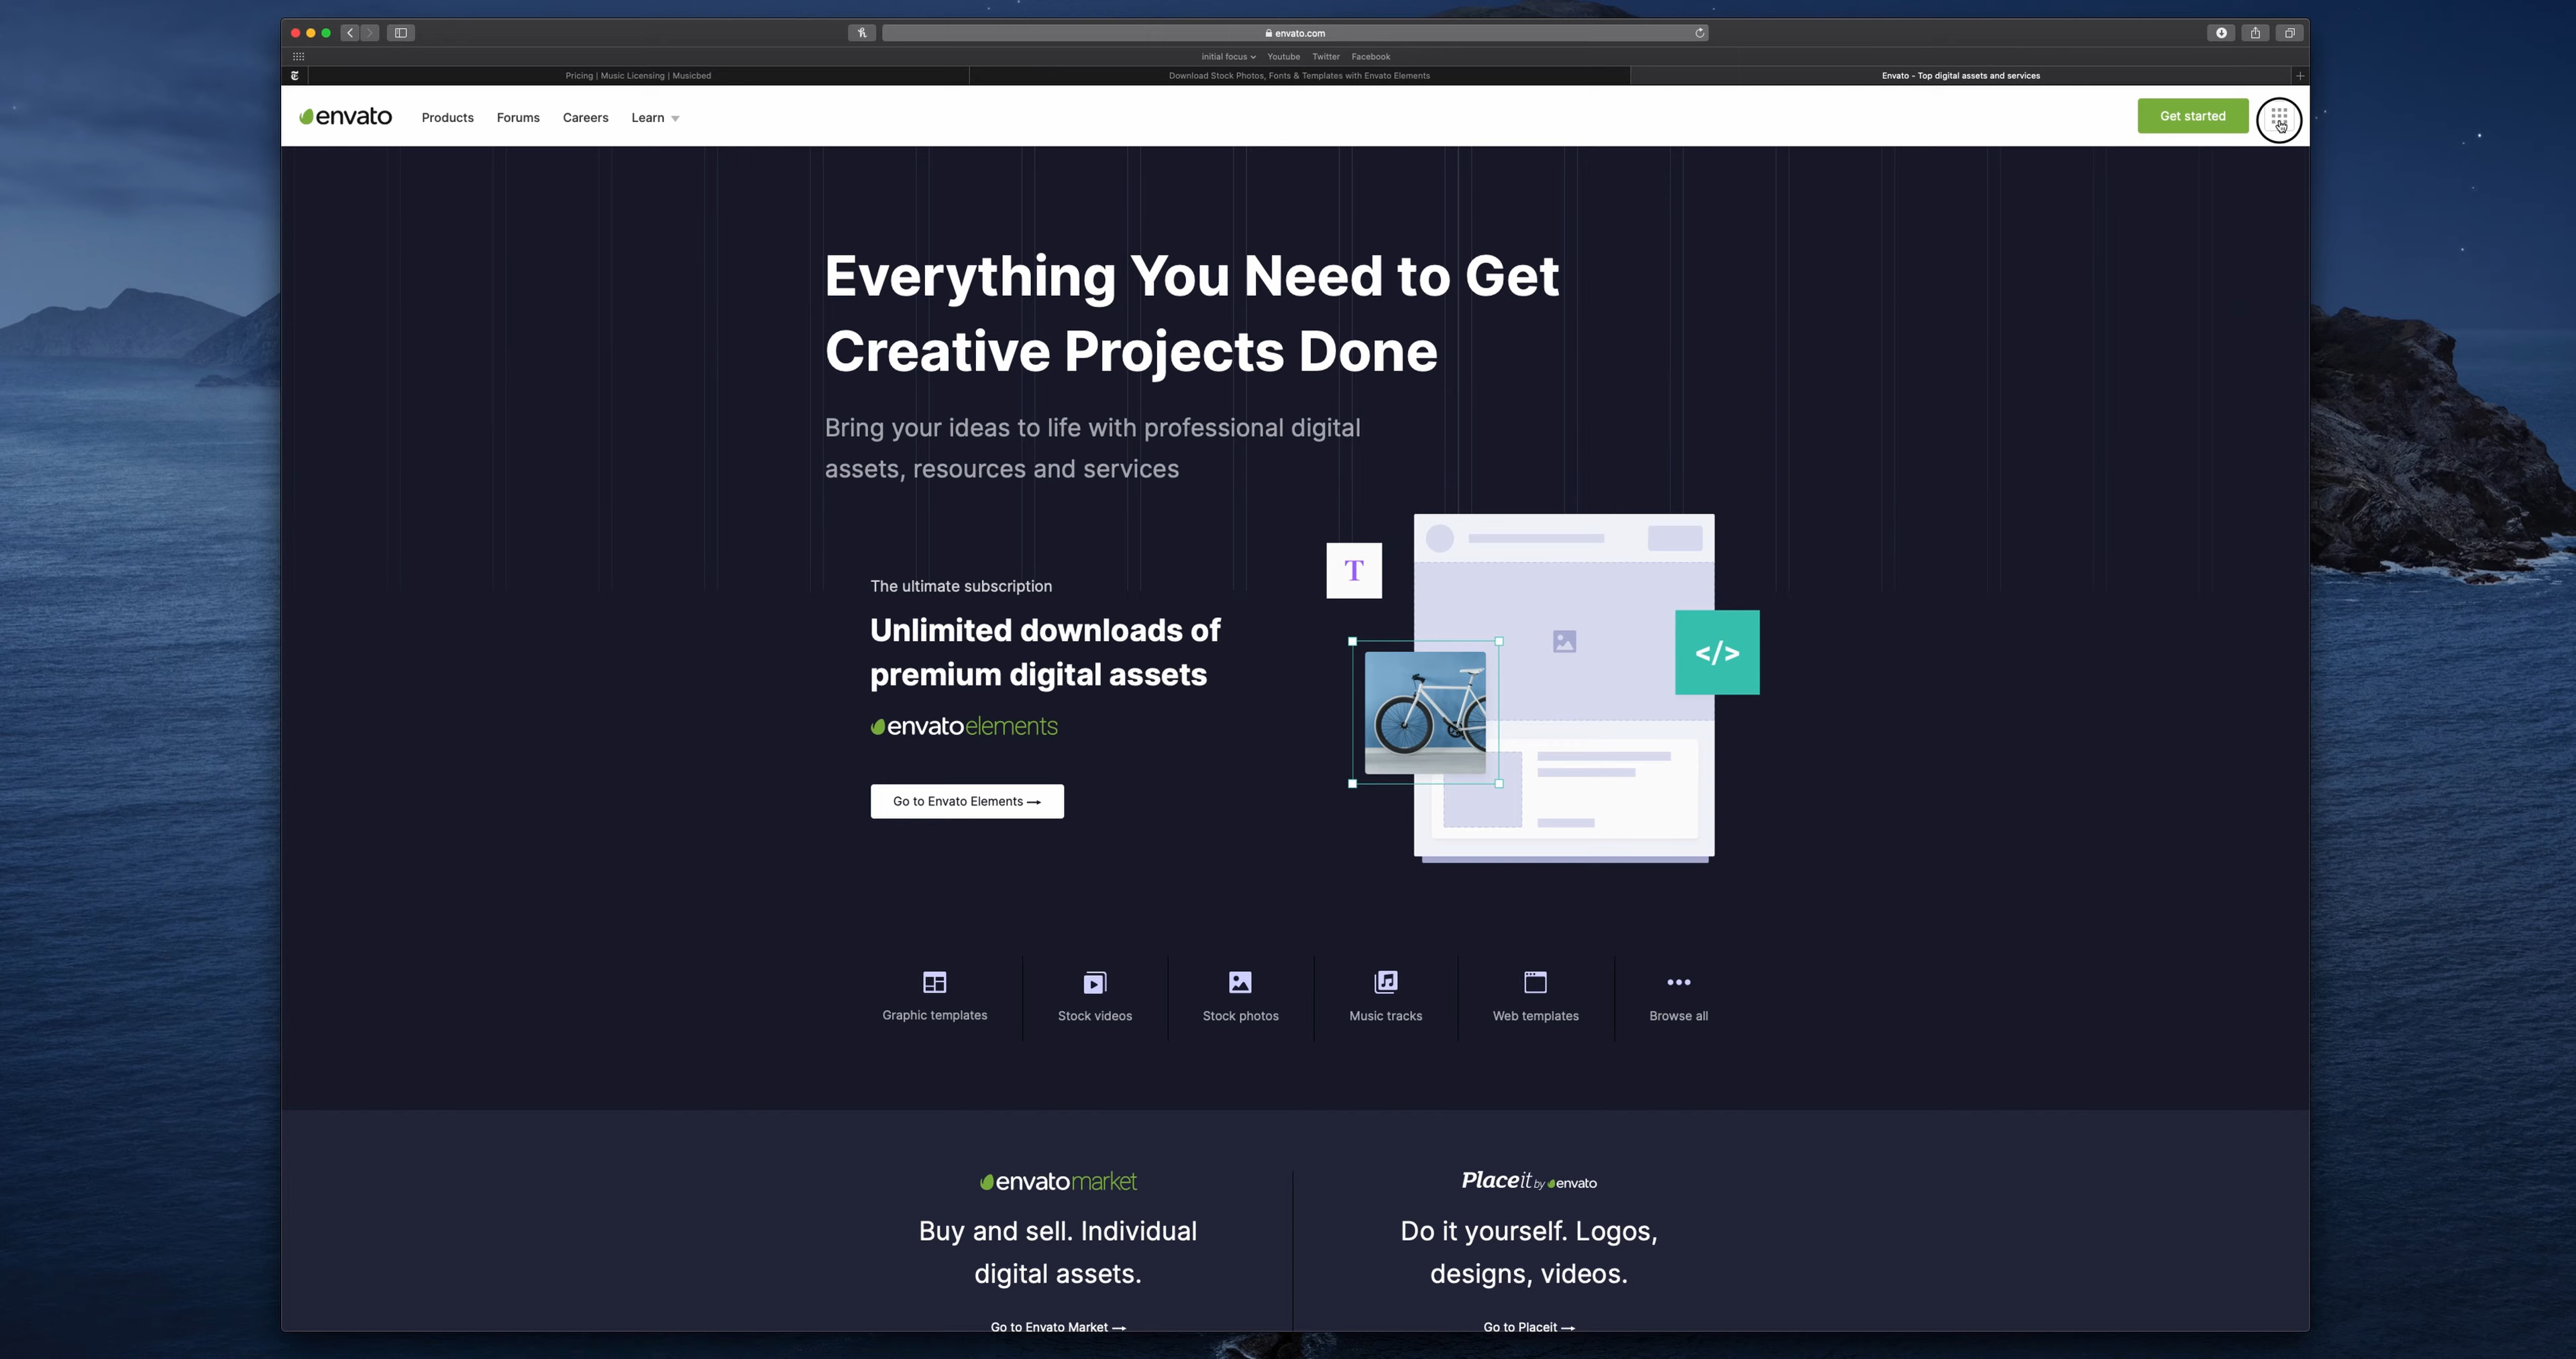 envato.com
initial focus Youtube Twitter Facebook
Pricing | Music Licensing | Musicbed
Download Stock Photos, Fonts & Templates with Envato Elements
Envato - Top digital assets and services
envato Products Forums Careers Learn
Get started
Everything You Need to Get
Creative Projects Done
Bring your ideas to life with professional digital
assets, resources and services
The ultimate subscription
Unlimited downloads of
premium digital assets
envatoelements
Go to Envato Elements →
T
</>
Graphic templates
Stock videos
Stock photos
Music tracks
Web templates
Browse all
envatomarket
Buy and sell. Individual
digital assets.
Go to Envato Market →
Placeit by envato
Do it yourself. Logos,
designs, videos.
Go to Placeit →